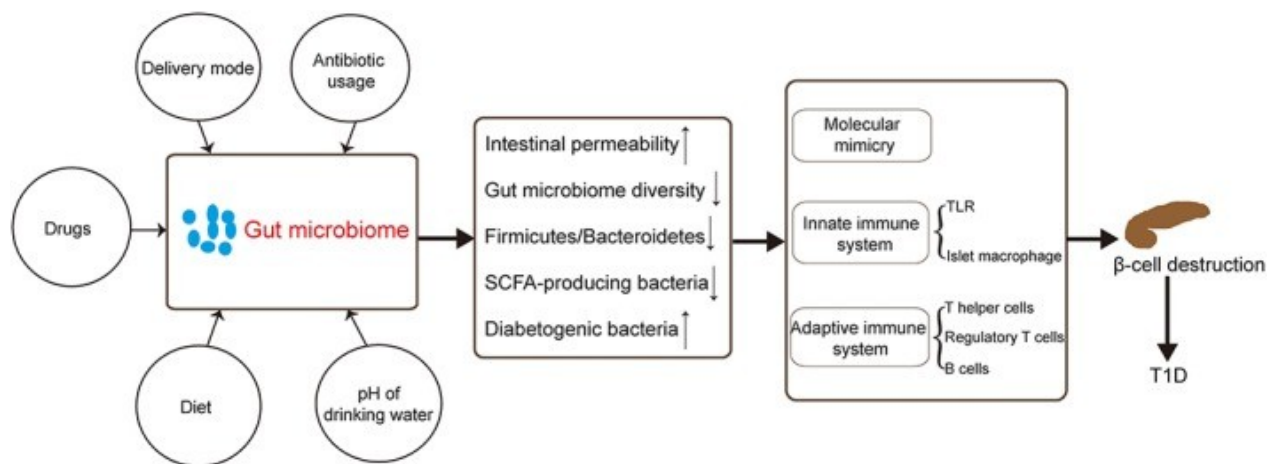 Delivery mode
Antibiotic
usage
Drugs
Gut microbiome
Diet
pH of
drinking water
Intestinal permeability↑
Gut microbiome diversity↓
Firmicutes/Bacteroidetes↓
SCFA-producing bacteria↓
Diabetogenic bacteria↑
Molecular
mimicry
Innate immune
system
TLR
Islet macrophage
Adaptive immune
system
T helper cells
Regulatory T cells
B cells
β-cell destruction
T1D